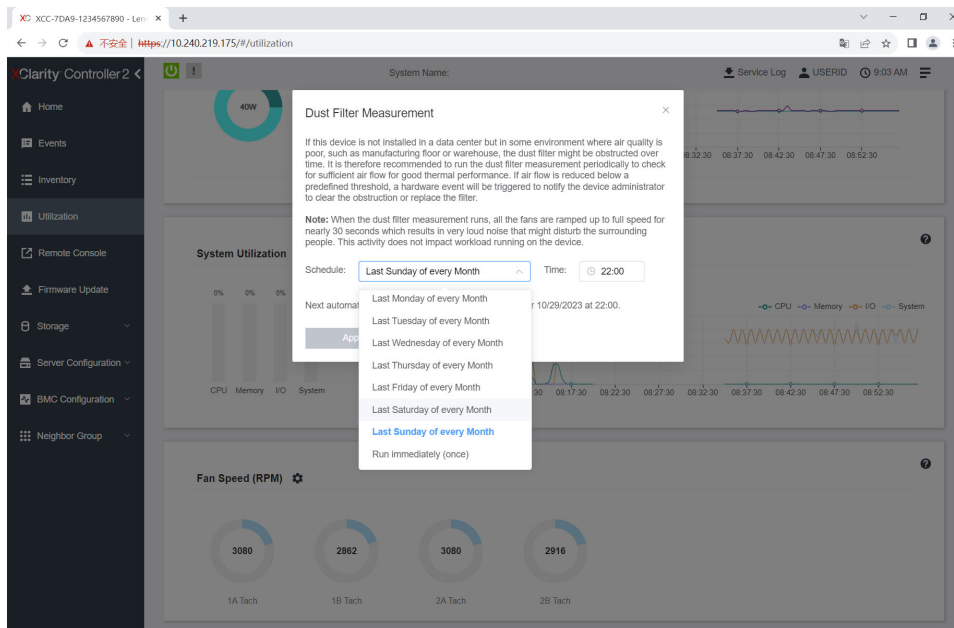 XC XCC-7DA9-1234567890 - Len
不安全 | https://10.240.219.175/#/utilization
XClarity Controller 2
System Name:
Service Log
USERID
9:03 AM
Home
Events
Inventory
Utilization
Remote Console
Firmware Update
Storage
Server Configuration
BMC Configuration
Neighbor Group
40W
8:32:30 08:37:30 08:42:30 08:47:30 08:52:30
Dust Filter Measurement
If this device is not installed in a data center but in some environment where air quality is
poor, such as manufacturing floor or warehouse, the dust filter might be obstructed over
time. It is therefore recommended to run the dust filter measurement periodically to check
for sufficient air flow for good thermal performance. If air flow is reduced below a
predefined threshold, a hardware event will be triggered to notify the device administrator
to clear the obstruction or replace the filter.
Note: When the dust filter measurement runs, all the fans are ramped up to full speed for
nearly 30 seconds which results in very loud noise that might disturb the surrounding
people. This activity does not impact workload running on the device.
Schedule: Last Sunday of every Month Time: 22:00
Next automat
r 10/29/2023 at 22:00.
App
Last Monday of every Month
Last Tuesday of every Month
Last Wednesday of every Month
Last Thursday of every Month
Last Friday of every Month
Last Saturday of every Month
Last Sunday of every Month
Run immediately (once)
System Utilization
0% 0% 0%
CPU Memory I/O System
CPU Memory I/O System
:30 08:17:30 08:22:30 08:27:30 08:32:30 08:37:30 08:42:30 08:47:30 08:52:30
Fan Speed (RPM)
3080 2862 3080 2916
1A Tach 1B Tach 2A Tach 2B Tach